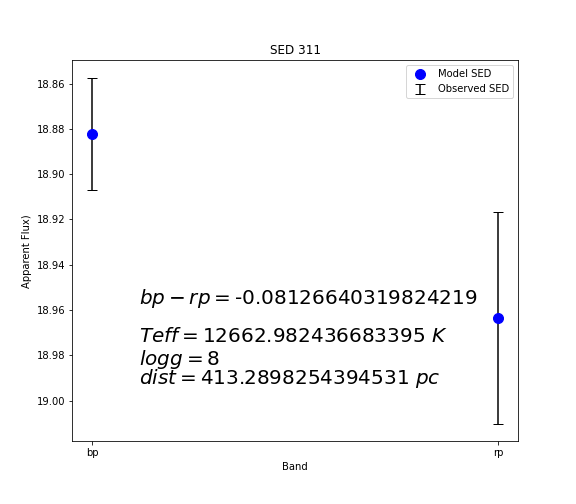 SED 311
Model SED
Observed SED
18.86
18.88
18.90
18.92
18.94
18.96
18.98
19.00
Apparent Flux)
bp − rp = -0.08126640319824219
Teff = 12662.982436683395 K
logg = 8
dist = 413.2898254394531 pc
bp
rp
Band